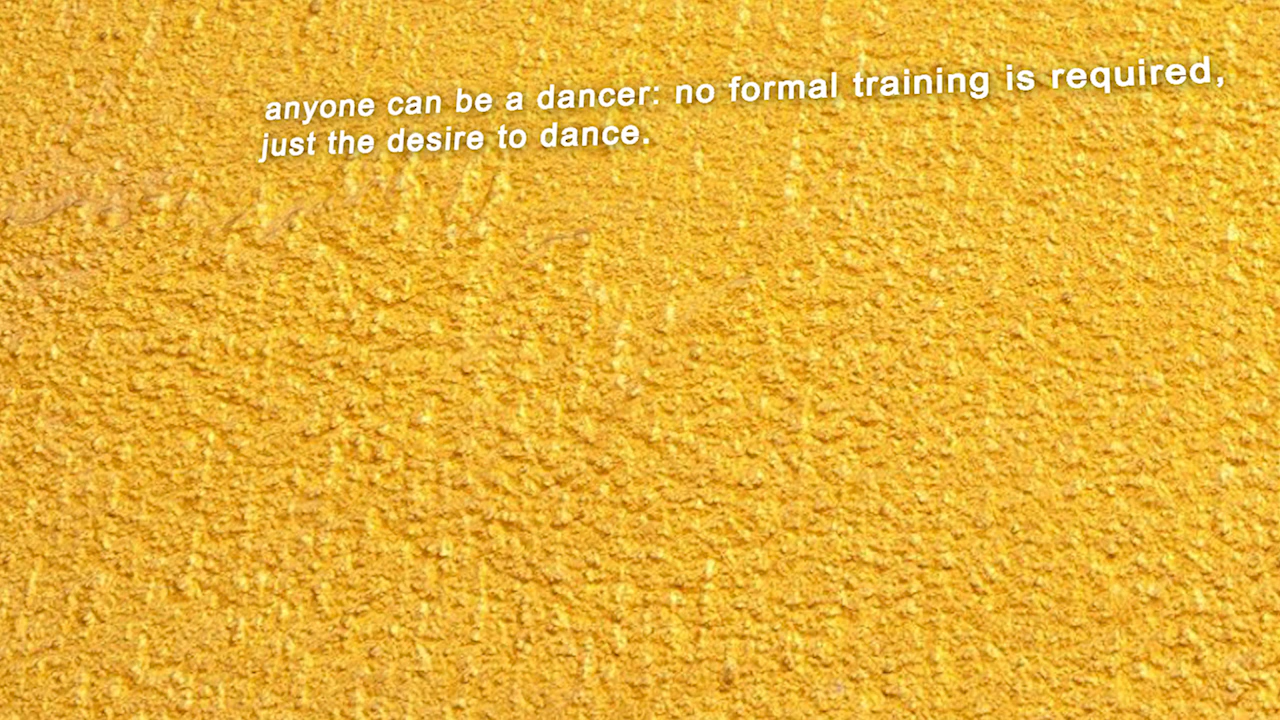 anyone can be a dancer: no formal training is required,
just the desire to dance.